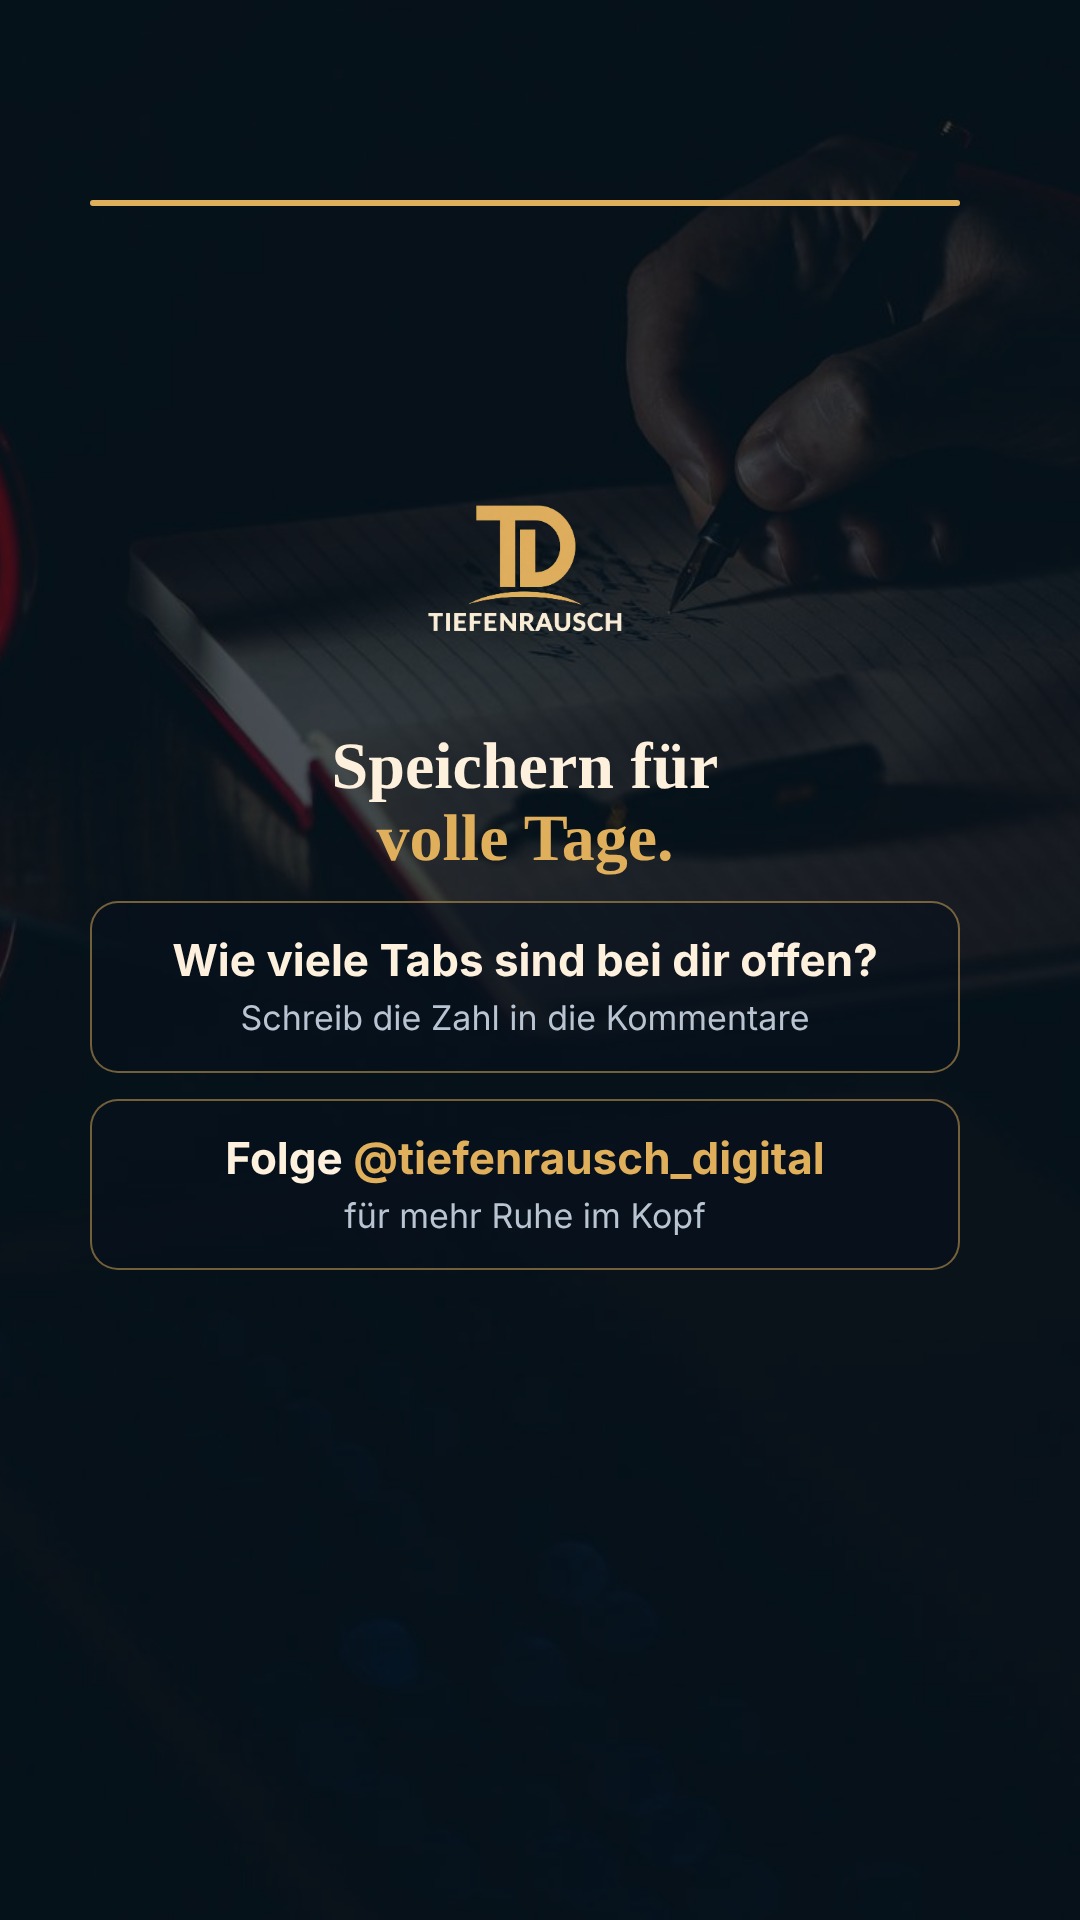 TIEFENRAUSCH
Speichern für
volle Tage.
Wie viele Tabs sind bei dir offen?
Schreib die Zahl in die Kommentare
Folge @tiefenrausch_digital
für mehr Ruhe im Kopf